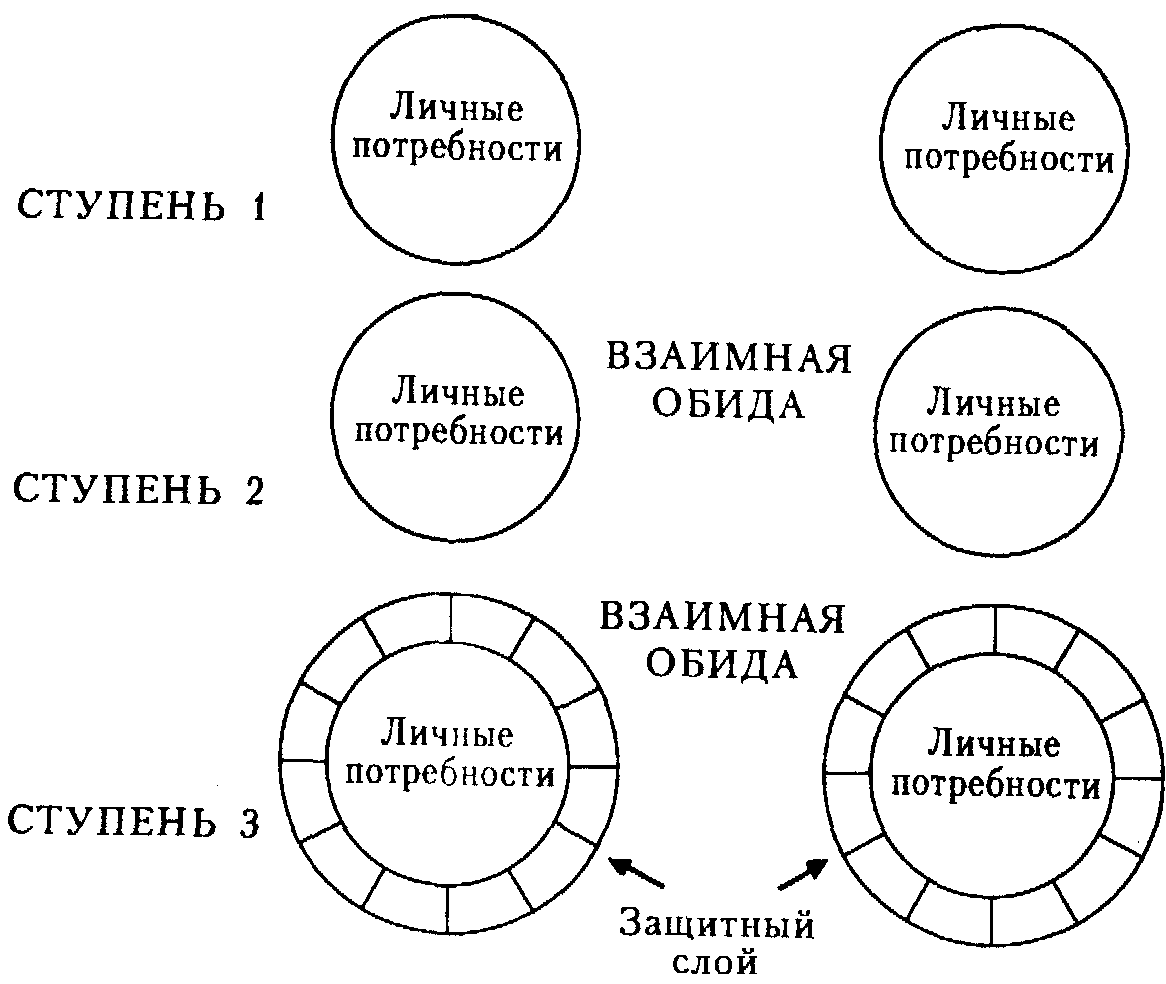 Личные
потребности
Личные
потребности
СТУПЕНЬ 1
ВЗАИМНАЯ
ОБИДА
Личные
потребности
Личные
потребности
СТУПЕНЬ 2
ВЗАИМНАЯ
ОБИДА
Личные
потребности
Личные
потребности
СТУПЕНЬ 3
Защитный
слой